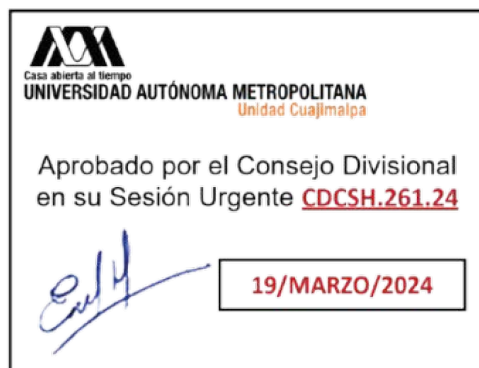 Casa abierta al tiempo
UNIVERSIDAD AUTÓNOMA METROPOLITANA
Unidad Cuajimalpa
Aprobado por el Consejo Divisional
en su Sesión Urgente CDCSH.261.24
19/MARZO/2024